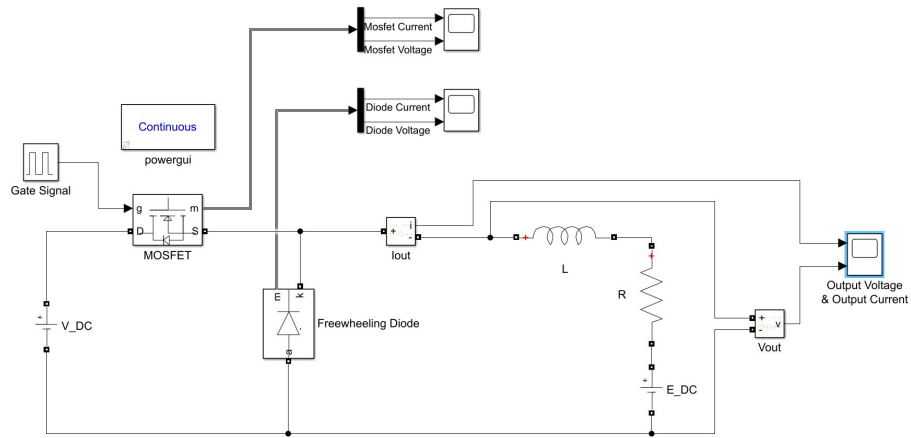 Mosfet Current
Mosfet Voltage
Diode Current
Diode Voltage
Continuous
powergui
Gate Signal
g
m
D
S
MOSFET
+
i
-
Iout
+
L
+
R
m
k
a
Freewheeling Diode
+
V_DC
+
E_DC
+
-
v
Vout
Output Voltage
& Output Current